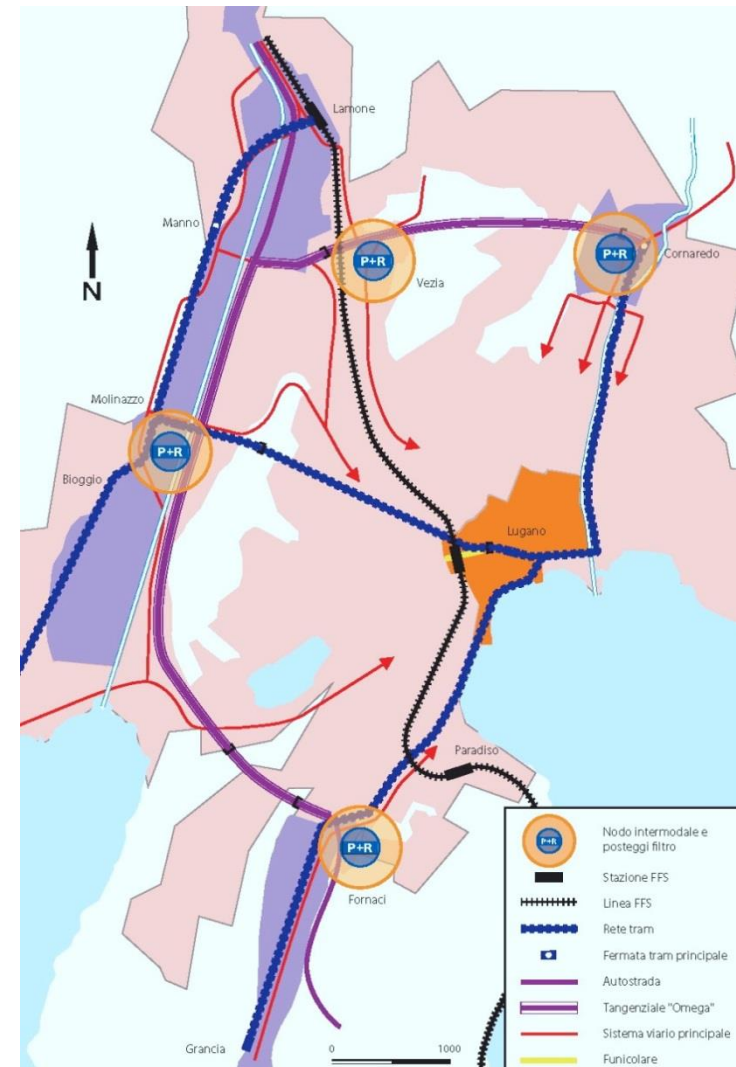 Lamone
Manno
N
P+R
Vezia
P+R
Cornaredo
Molinazzo
P+R
Bioggio
Lugano
Paradiso
P+R
Fornaci
Grancia
0 1000
P+R
Nodo intermodale e
posteggi filtro
Stazione FFS
Linea FFS
Rete tram
Fermata tram principale
Autostrada
Tangenziale "Omega"
Sistema viario principale
Funicolare